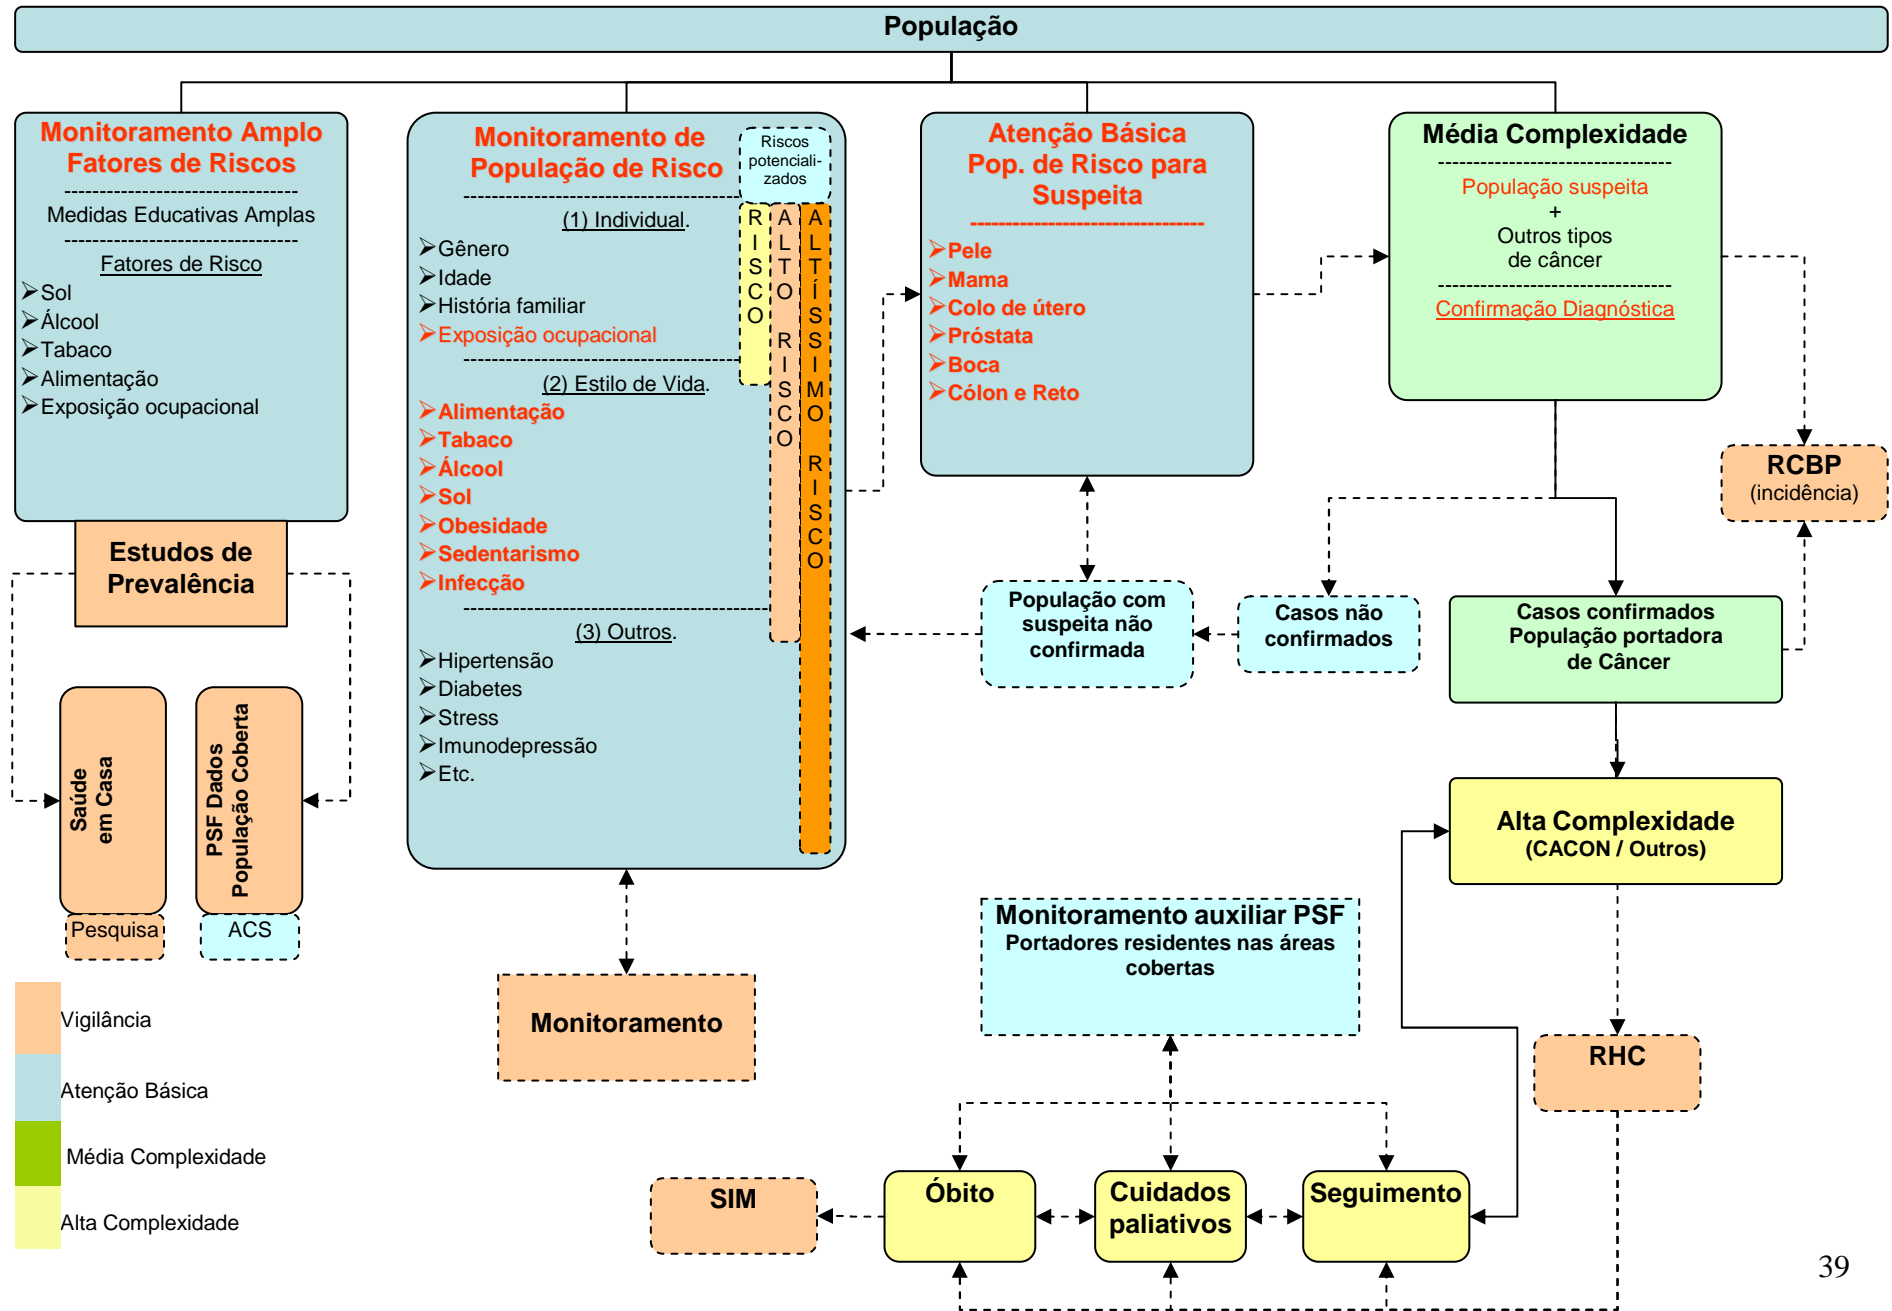 População
Monitoramento Amplo
Fatores de Riscos
---------------------------------
Medidas Educativas Amplas
---------------------------------
Fatores de Risco
➢Sol
➢Álcool
➢Tabaco
➢Alimentação
➢Exposição ocupacional
Estudos de
Prevalência
Saúde
em Casa
Pesquisa
PSF Dados
População Coberta
ACS
Monitoramento de
População de Risco
(1) Individual.
➢Gênero
➢Idade
➢História familiar
➢Exposição ocupacional
(2) Estilo de Vida.
➢Alimentação
➢Tabaco
➢Álcool
➢Sol
➢Obesidade
➢Sedentarismo
➢Infecção
(3) Outros.
➢Hipertensão
➢Diabetes
➢Stress
➢Imunodepressão
➢Etc.
Riscos
potenciali-
zados
RISCO
ALTO RISCO
ALTÍSSIMO RISCO
Monitoramento
Atenção Básica
Pop. de Risco para
Suspeita
---------------------------------
➢Pele
➢Mama
➢Colo de útero
➢Próstata
➢Boca
➢Cólon e Reto
População com
suspeita não
confirmada
Casos não
confirmados
Média Complexidade
---------------------------------
População suspeita
+
Outros tipos
de câncer
---------------------------------
Confirmação Diagnóstica
RCBP
(incidência)
Casos confirmados
População portadora
de Câncer
Alta Complexidade
(CACON / Outros)
RHC
Monitoramento auxiliar PSF
Portadores residentes nas áreas
cobertas
SIM
Óbito
Cuidados
paliativos
Seguimento
Vigilância
Atenção Básica
Média Complexidade
Alta Complexidade
39